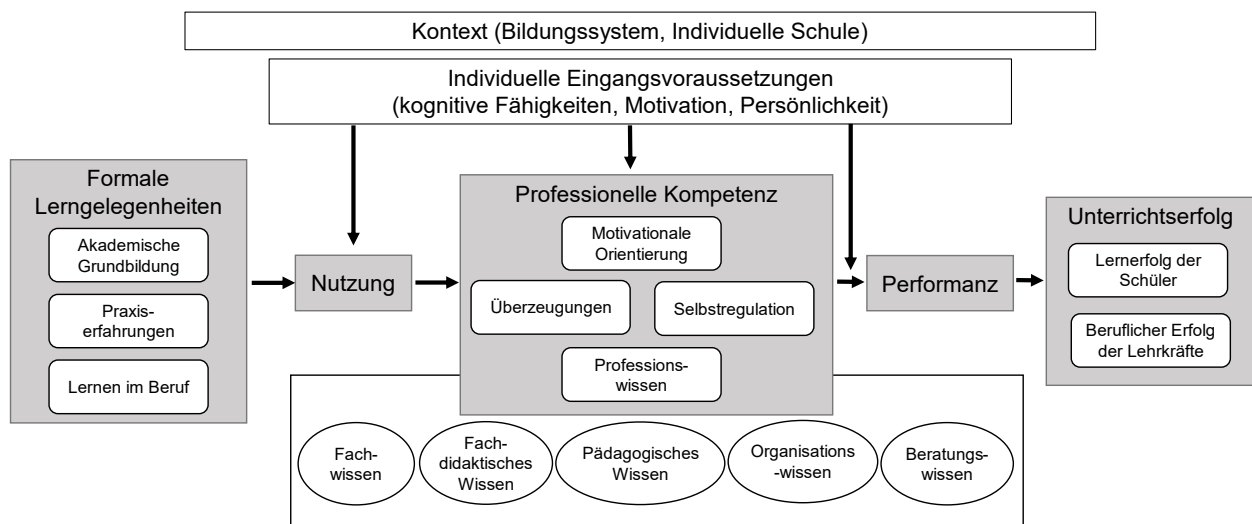 Kontext (Bildungssystem, Individuelle Schule)
Individuelle Eingangsvoraussetzungen
(kognitive Fähigkeiten, Motivation, Persönlichkeit)
Formale
Lerngelegenheiten
Akademische
Grundbildung
Praxis-
erfahrungen
Lernen im Beruf
Nutzung
Professionelle Kompetenz
Motivationale
Orientierung
Überzeugungen
Selbstregulation
Professions-
wissen
Performanz
Unterrichtserfolg
Lernerfolg der
Schüler
Beruflicher Erfolg
der Lehrkräfte
Fach-
wissen
Fach-
didaktisches
Wissen
Pädagogisches
Wissen
Organisations
-wissen
Beratungs-
wissen